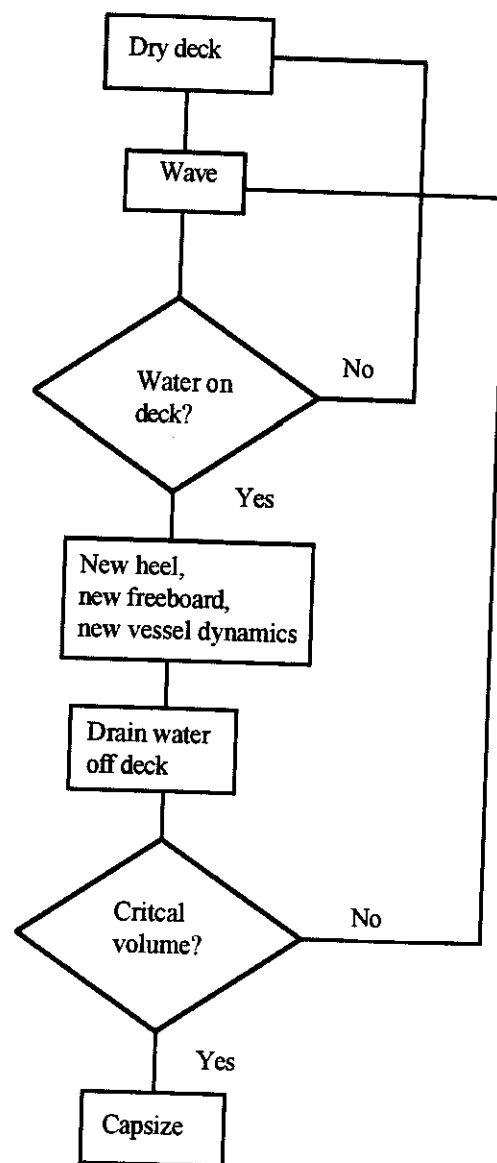 Dry deck
Wave
Water on
deck?
No
Yes
New heel,
new freeboard,
new vessel dynamics
Drain water
off deck
Critcal
volume?
No
Yes
Capsize